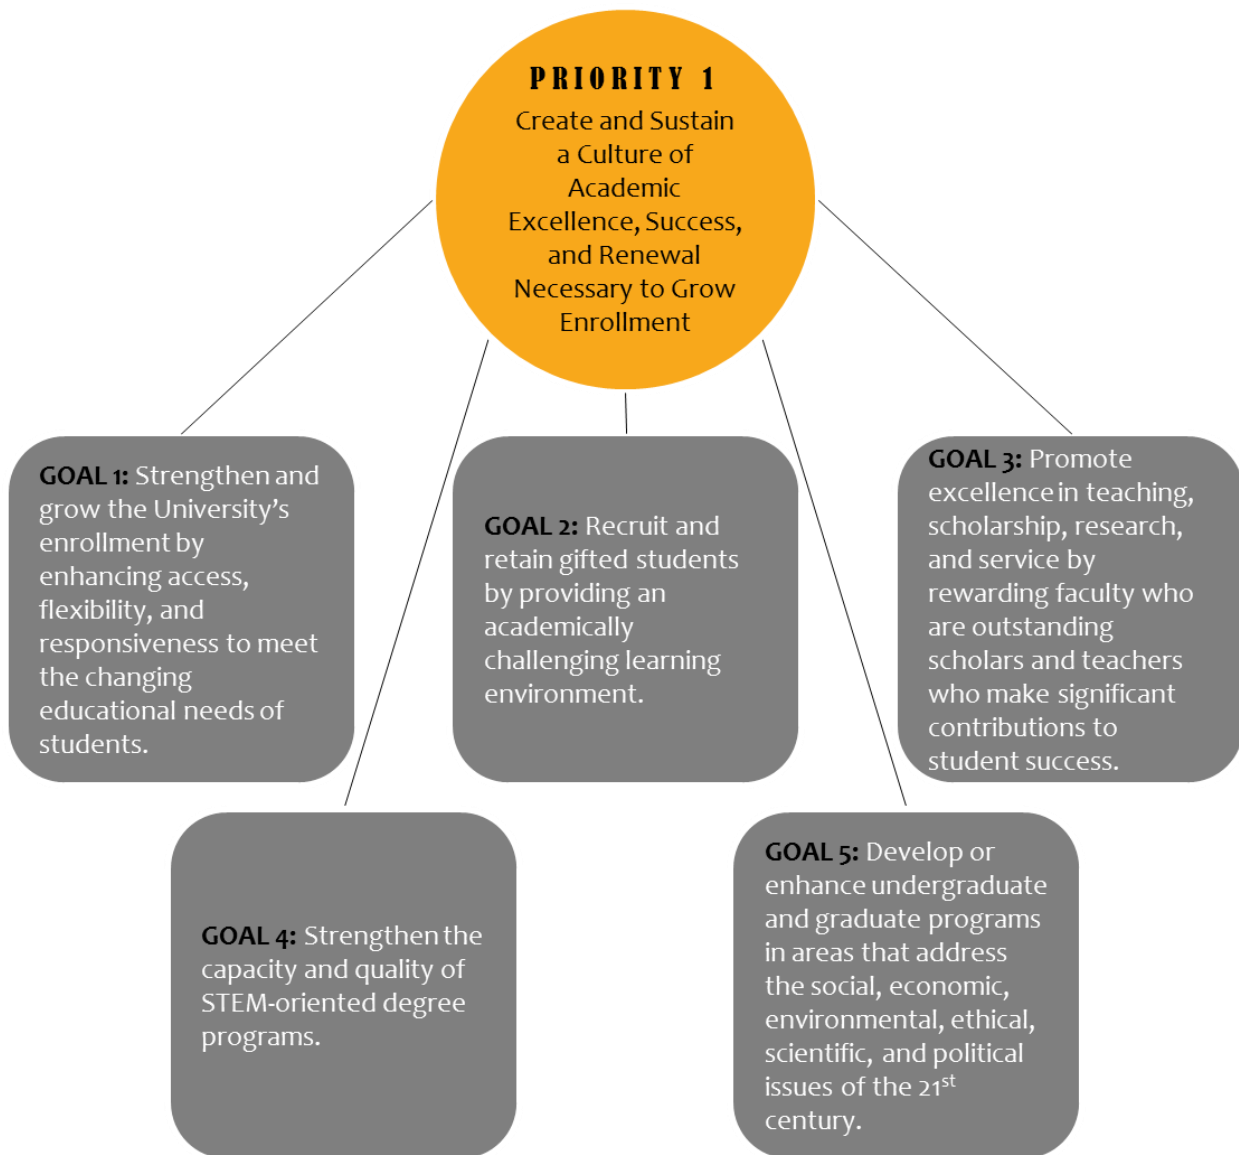 PRIORITY 1
Create and Sustain
a Culture of
Academic
Excellence, Success,
and Renewal
Necessary to Grow
Enrollment
GOAL 1: Strengthen and
grow the University’s
enrollment by
enhancing access,
flexibility, and
responsiveness to meet
the changing
educational needs of
students.
GOAL 2: Recruit and
retain gifted students
by providing an
academically
challenging learning
environment.
GOAL 3: Promote
excellence in teaching,
scholarship, research,
and service by
rewarding faculty who
are outstanding
scholars and teachers
who make significant
contributions to
student success.
GOAL 4: Strengthen the
capacity and quality of
STEM-oriented degree
programs.
GOAL 5: Develop or
enhance undergraduate
and graduate programs
in areas that address
the social, economic,
environmental, ethical,
scientific, and political
issues of the 21st
century.